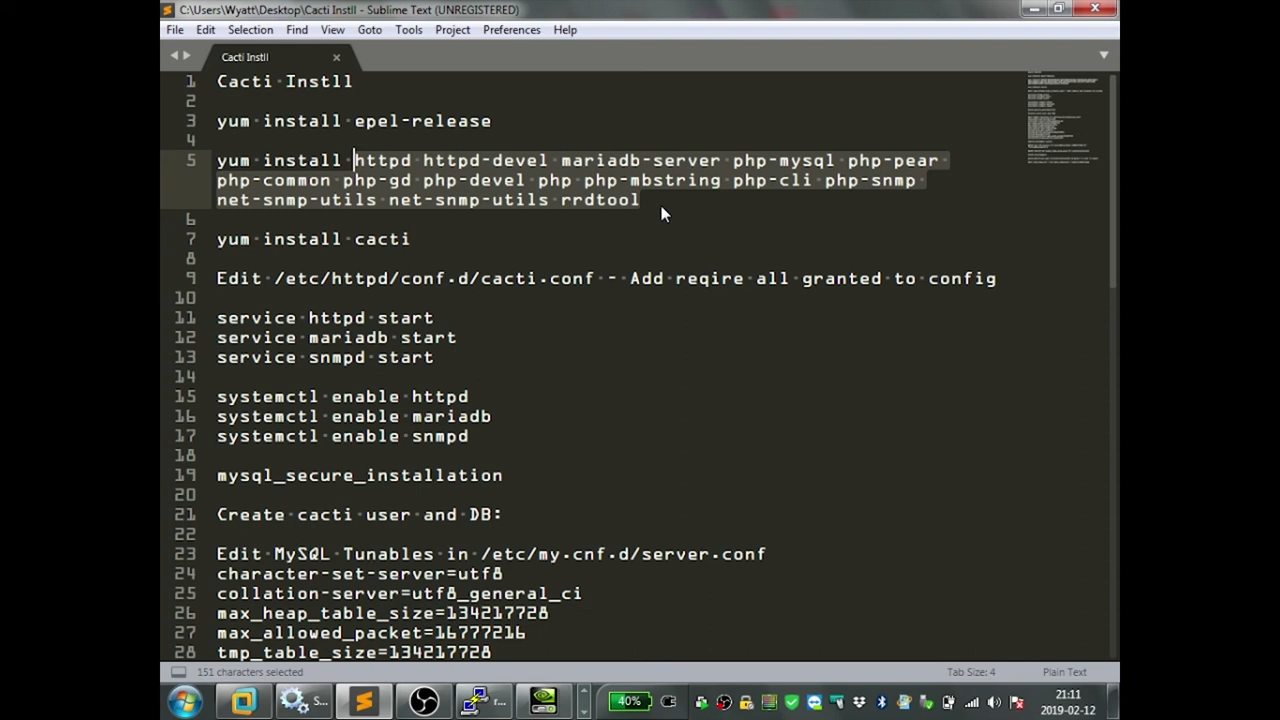 C:\Users\Wyatt\Desktop\Cacti Instll - Sublime Text (UNREGISTERED)
File Edit Selection Find View Goto Tools Project Preferences Help
Cacti Instll
1 Cacti Instll
2
3 yum install epel-release
4
5 yum install httpd httpd-devel mariadb-server php-mysql php-pear
php-common php-gd php-devel php php-mbstring php-cli php-snmp
net-snmp-utils net-snmp-utils rrdtool
6
7 yum install cacti
8
9 Edit /etc/httpd/conf.d/cacti.conf - Add reqire all granted to config
10
11 service httpd start
12 service mariadb start
13 service snmpd start
14
15 systemctl enable httpd
16 systemctl enable mariadb
17 systemctl enable snmpd
18
19 mysql_secure_installation
20
21 Create cacti user and DB:
22
23 Edit MySQL Tunables in /etc/my.cnf.d/server.conf
24 character-set-server=utf8
25 collation-server=utf8_general_ci
26 max_heap_table_size=134217728
27 max_allowed_packet=16777216
28 tmp_table_size=134217728
151 characters selected Tab Size: 4 Plain Text
S... r... 40% 21:11
2019-02-12